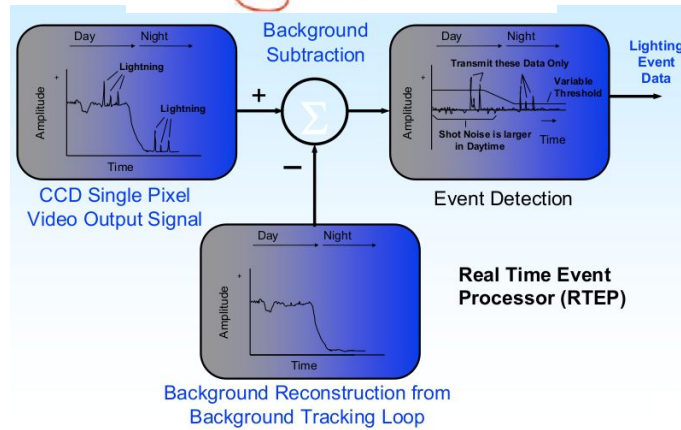 Day Night
Lightning
Lightning
+
Amplitude
Time
CCD Single Pixel
Video Output Signal
Background
Subtraction
+
Σ
−
Day Night
Transmit these Data Only
+
Variable
Threshold
Amplitude
Shot Noise is larger
in Daytime
Time
Event Detection
Lighting
Event
Data
Day Night
+
Amplitude
Time
Real Time Event
Processor (RTEP)
Background Reconstruction from
Background Tracking Loop